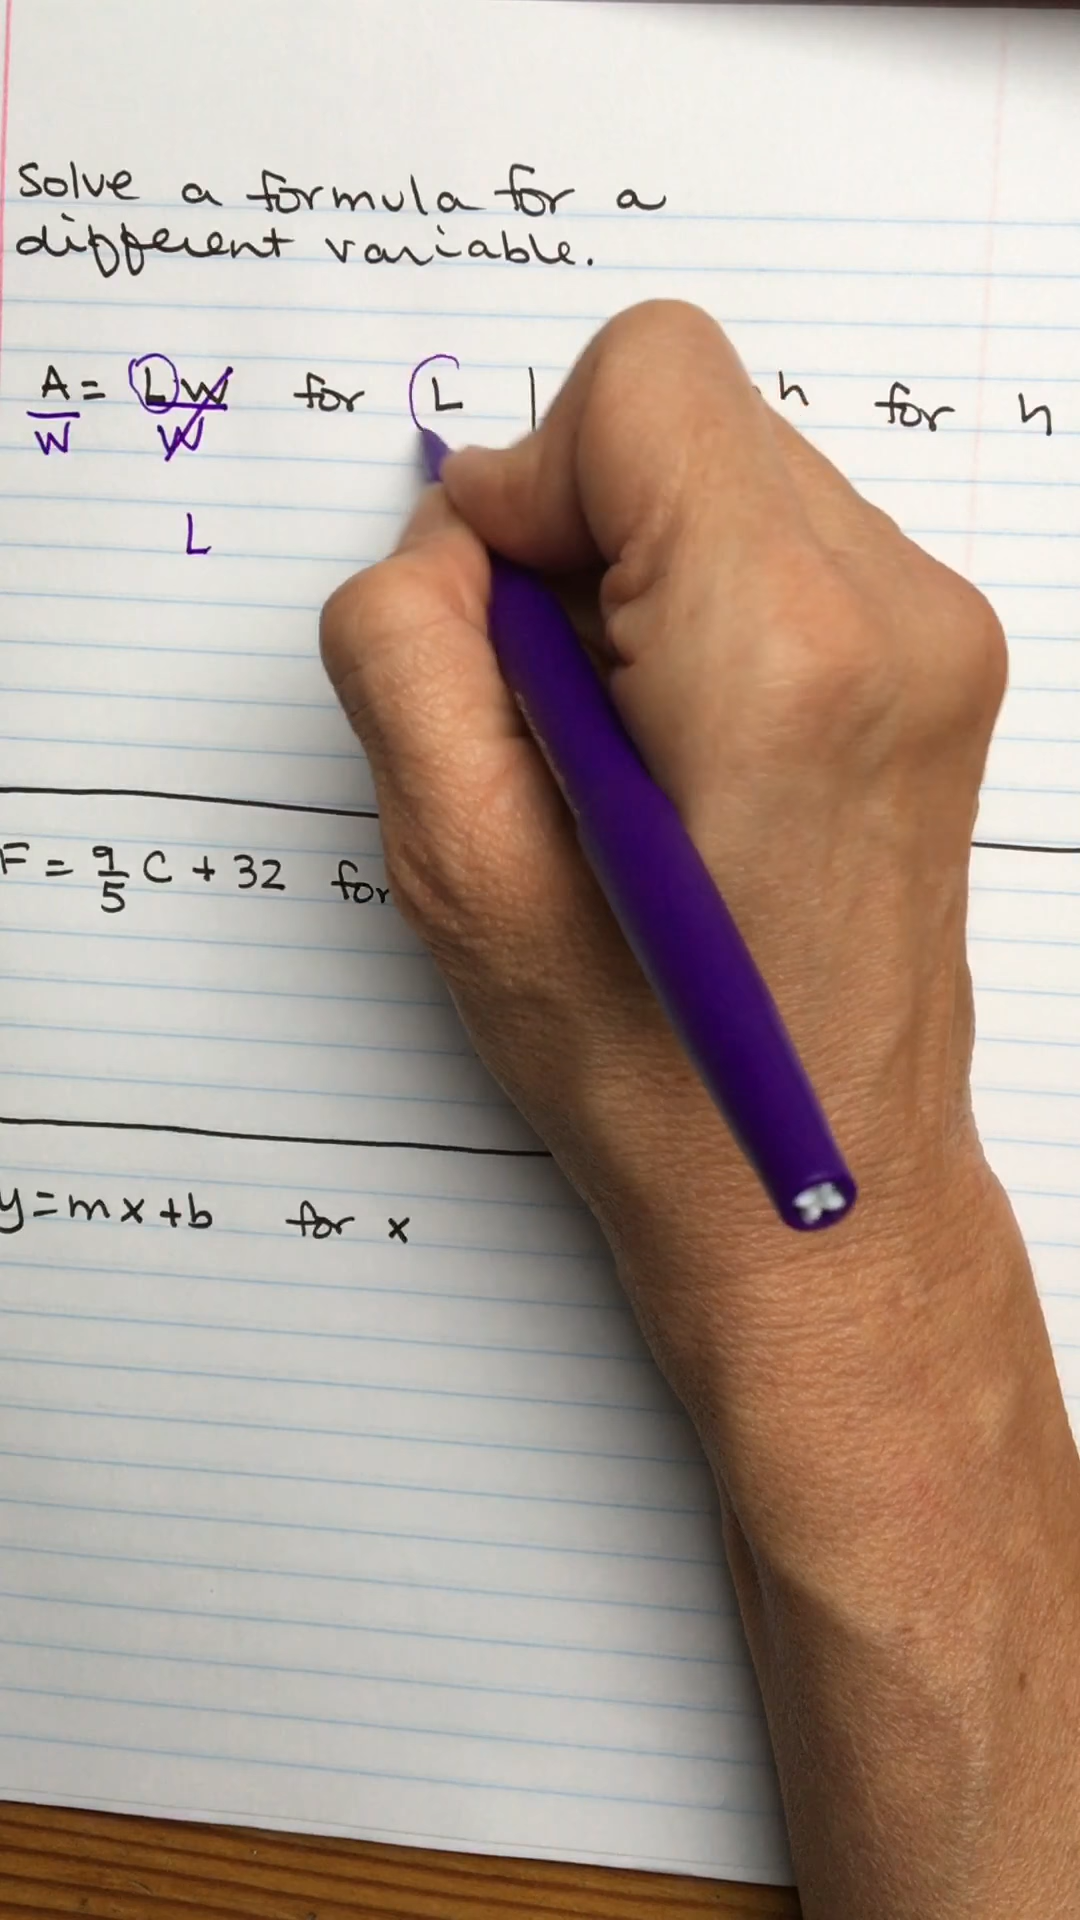 Solve a formula for a
different variable.
A = LW for L | h for h
W W
L
F = 9/5 C + 32 for
y = mx + b for x